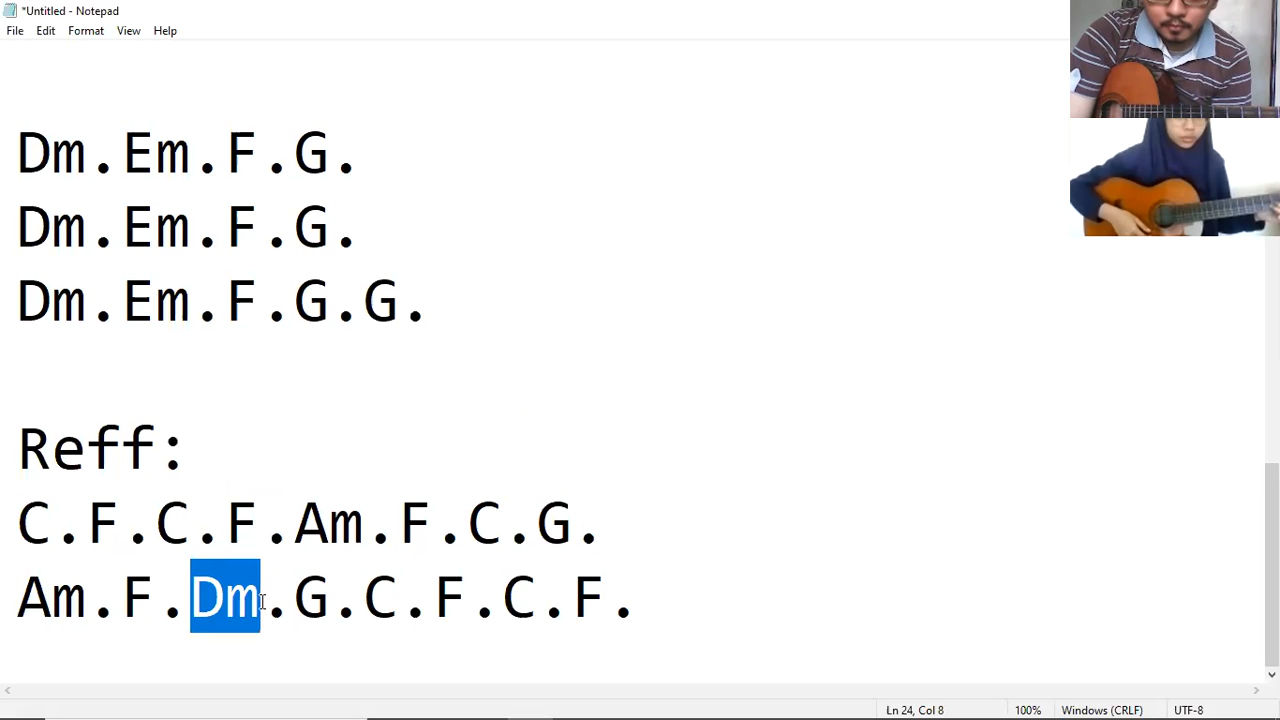 *Untitled - Notepad
File Edit Format View Help
Dm.Em.F.G.
Dm.Em.F.G.
Dm.Em.F.G.G.
Reff:
C.F.C.F.Am.F.C.G.
Am.F.Dm.G.C.F.C.F.
Ln 24, Col 8 100% Windows (CRLF) UTF-8